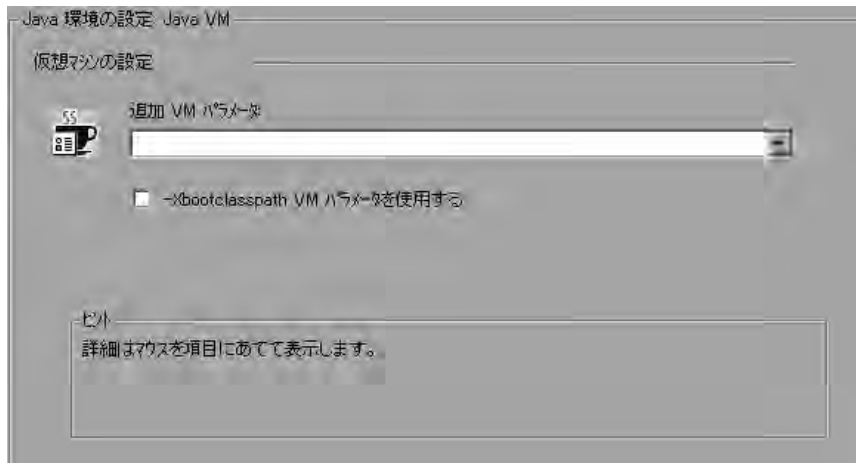 Java 環境の設定 Java VM
仮想マシンの設定
追加 VM パラメータ
-Xbootclasspath VM パラメータを使用する
ヒント
詳細はマウスを項目にあてて表示します。